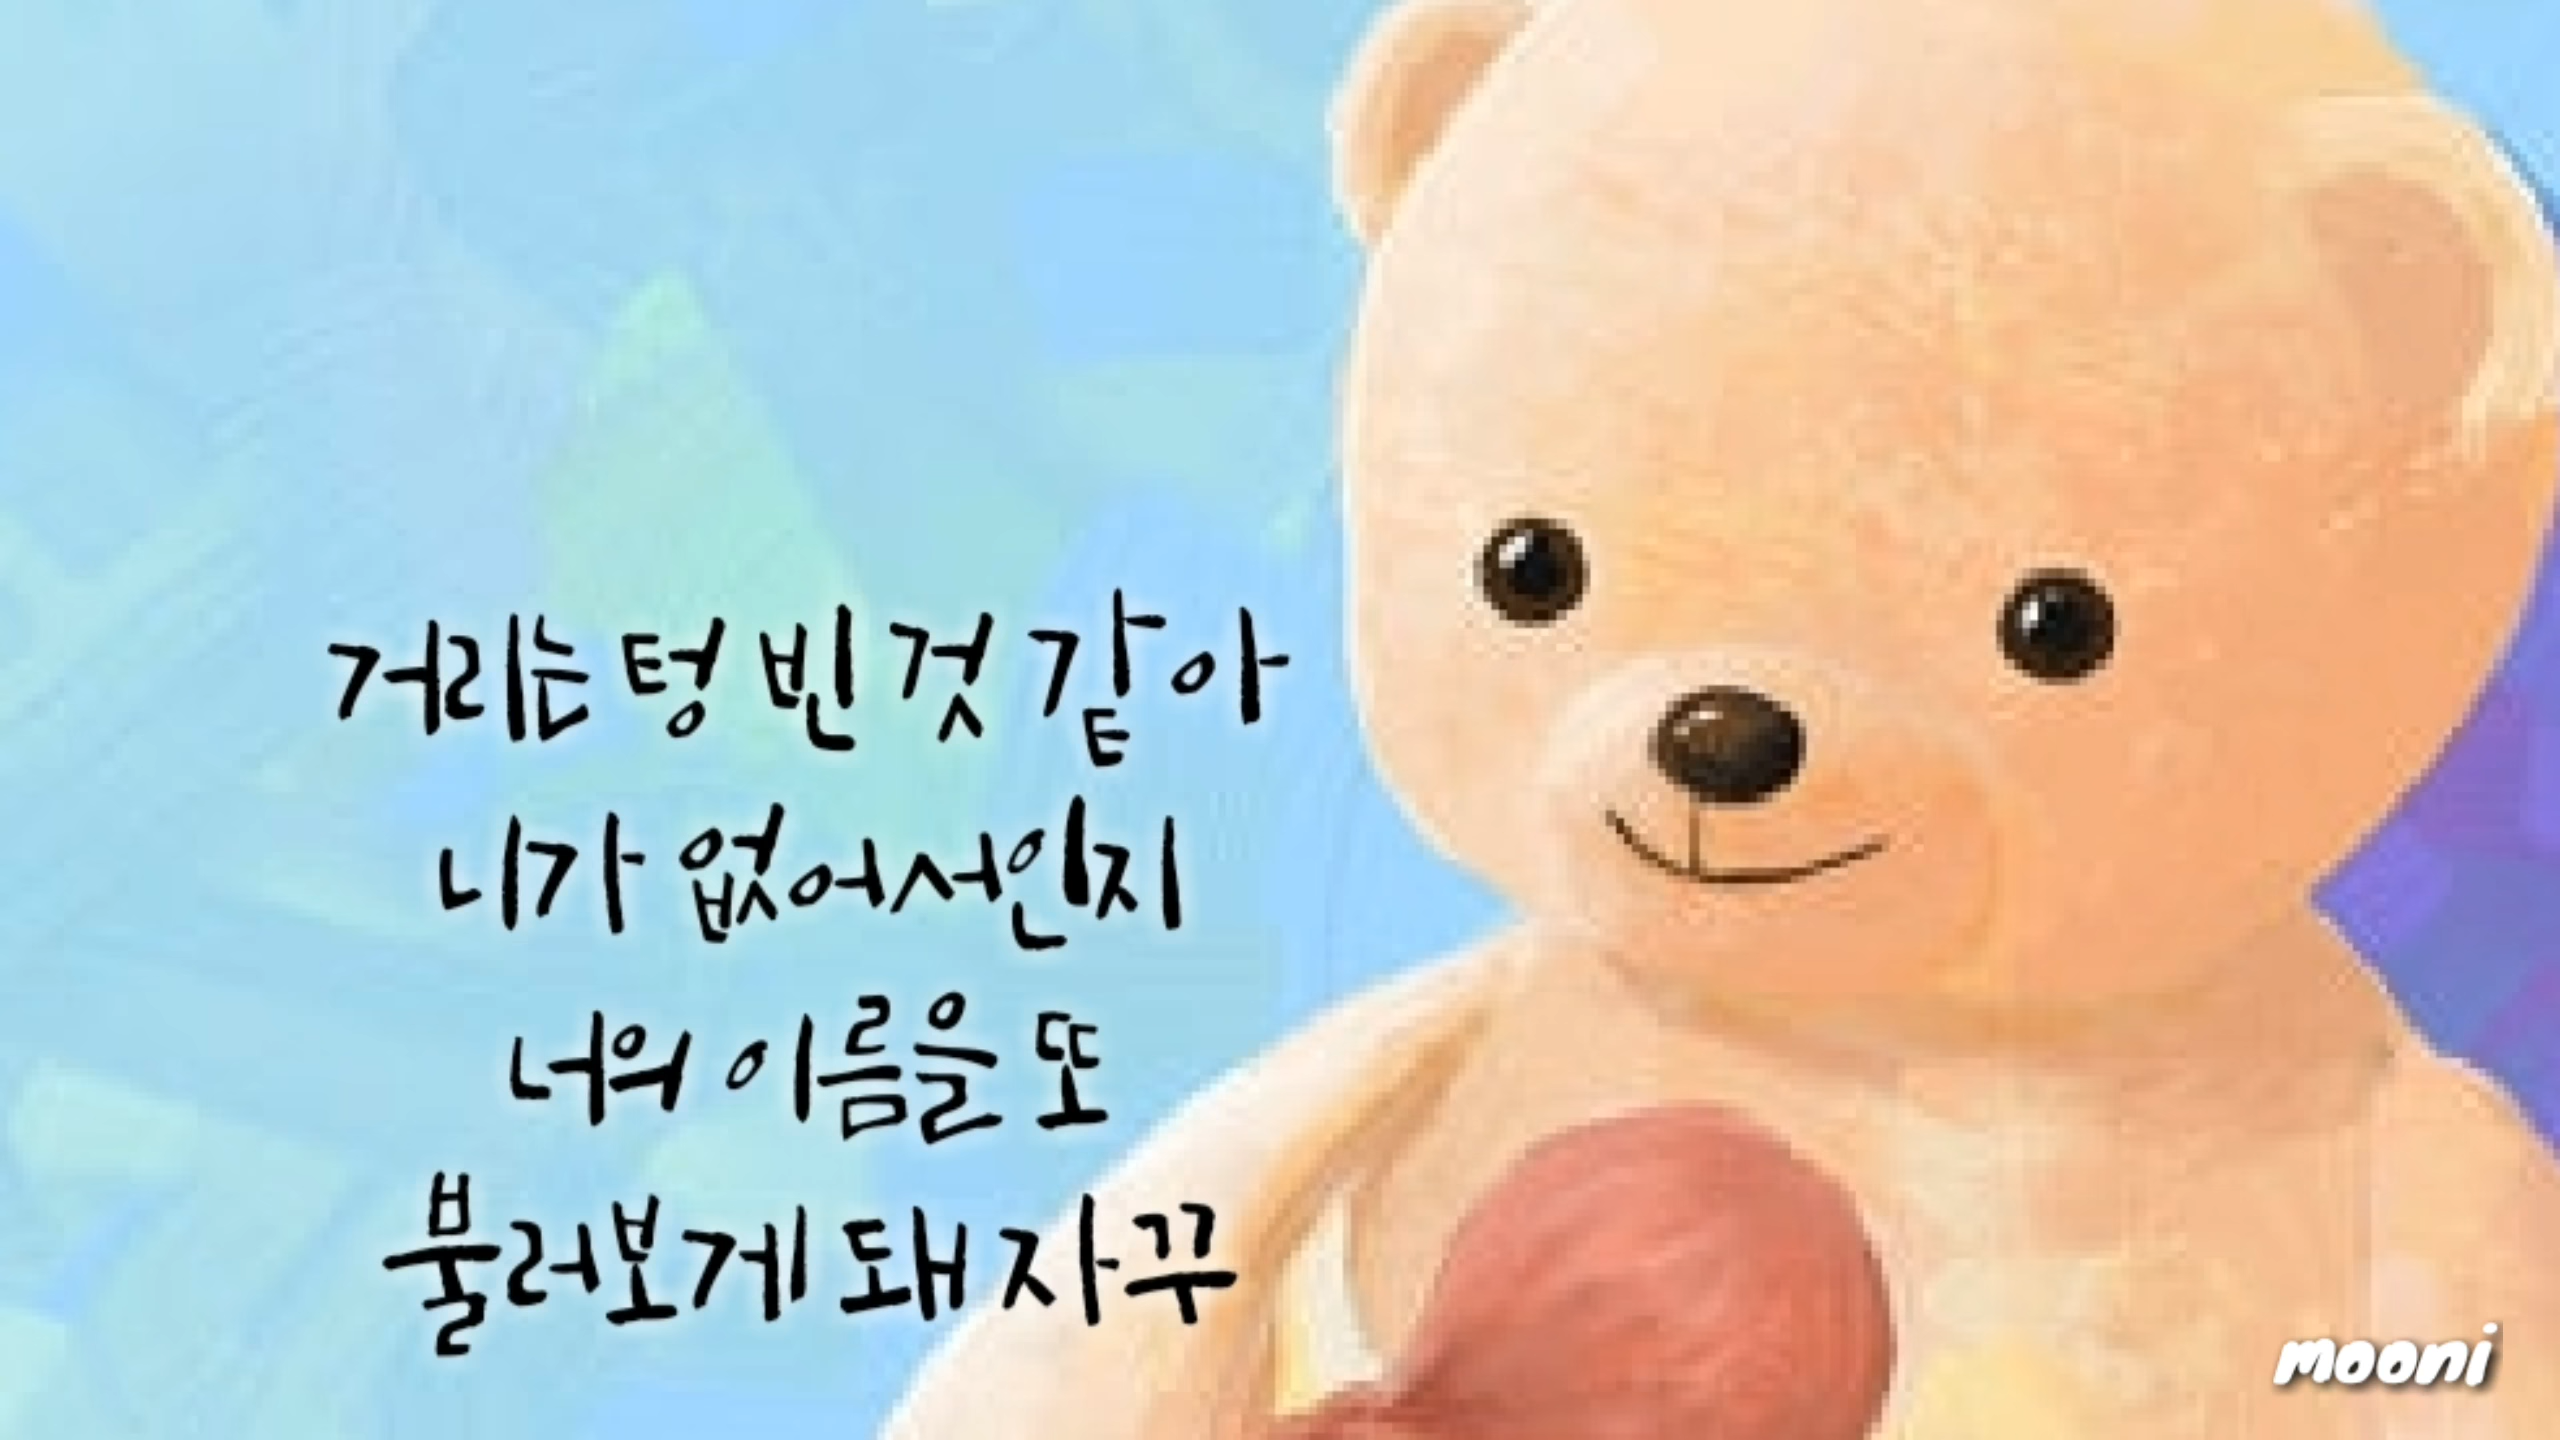 거리는 텅 빈 것 같아
니가 없어서인지
너의 이름을 또
불러보게 돼 자꾸
mooni